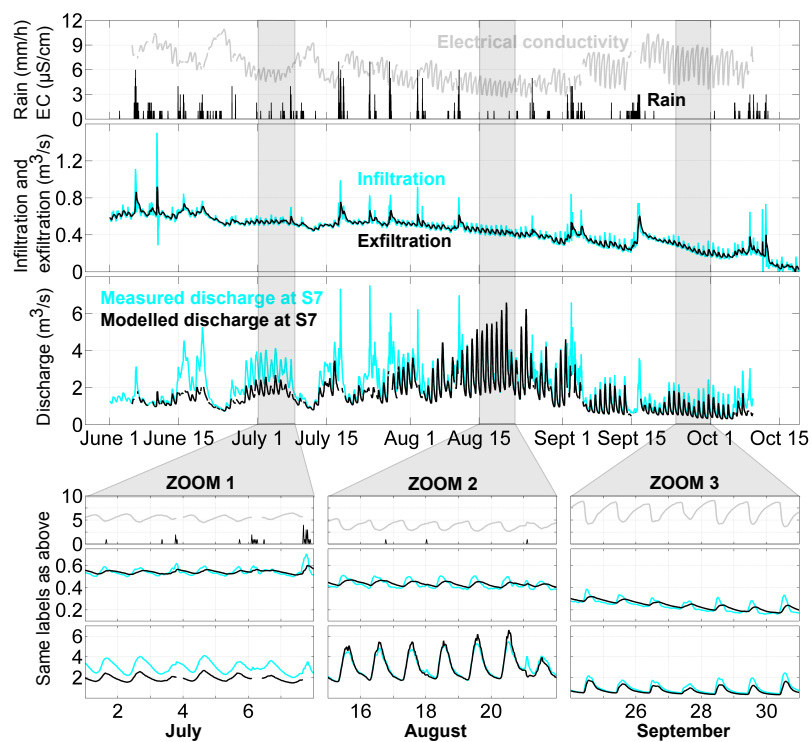 Rain (mm/h)
EC (µS/cm)
12
9
6
3
0
Electrical conductivity
Rain
Infiltration and
exfiltration (m³/s)
1.2
0.8
0.4
0
Infiltration
Exfiltration
Discharge (m³/s)
6
4
2
0
Measured discharge at S7
Modelled discharge at S7
June 1 June 15 July 1 July 15 Aug 1 Aug 15 Sept 1 Sept 15 Oct 1 Oct 15
ZOOM 1 ZOOM 2 ZOOM 3
Same labels as above
10
5
0
0.6
0.4
0.2
6
4
2
2 4 6
July
16 18 20 22
August
24 26 28 30
September